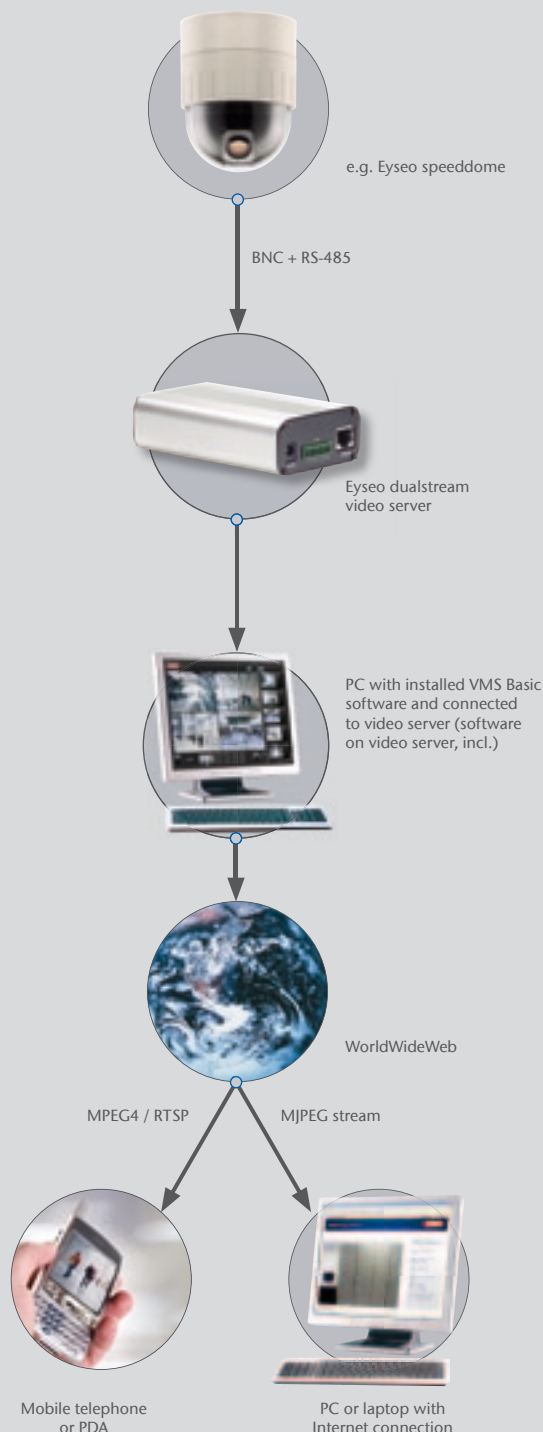 e.g. Eyseo speeddome
BNC + RS-485
Eyseo dualstream
video server
PC with installed VMS Basic
software and connected
to video server (software
on video server, incl.)
WorldWideWeb
MPEG4 / RTSP
MJPEG stream
Mobile telephone
or PDA
PC or laptop with
Internet connection